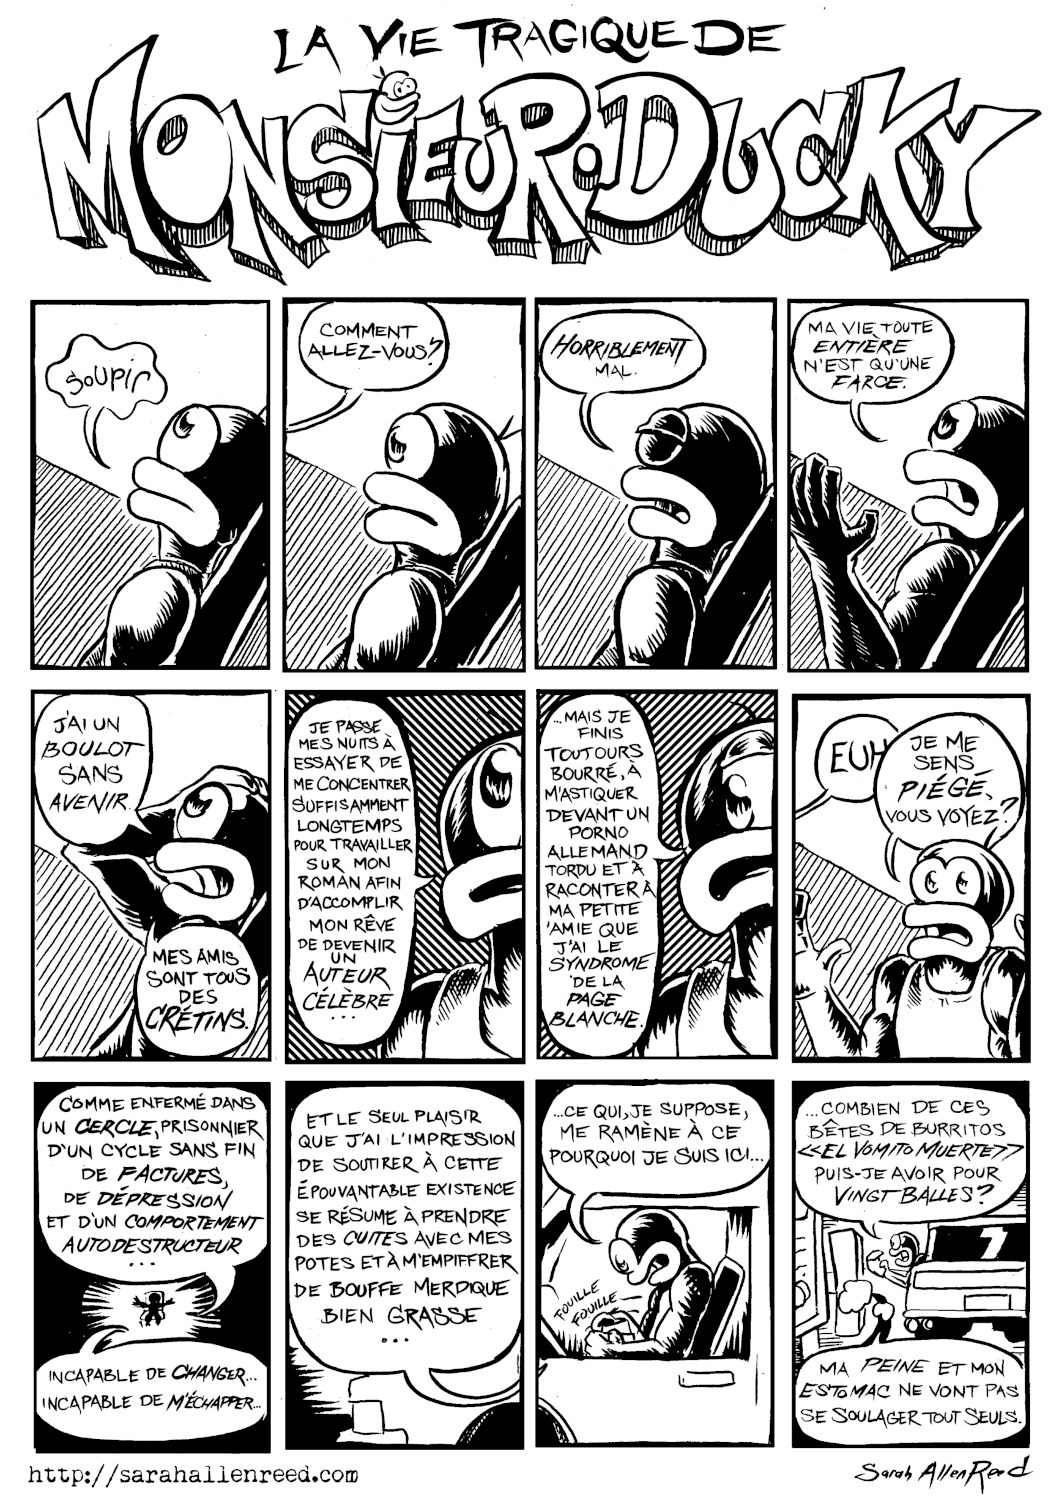 LA VIE TRAGIQUE DE
MONSIEUR DUCKY
SOUPIR
COMMENT
ALLEZ-VOUS?
HORRIBLEMENT
MAL.
MA VIE TOUTE
ENTIÈRE
N'EST QU'UNE
FARCE.
J'AI UN
BOULOT
SANS
AVENIR.
MES AMIS
SONT TOUS
DES
CRÉTINS.
JE PASSE
MES NUITS À
ESSAYER DE
ME CONCENTRER
SUFFISAMMENT
LONGTEMPS
POUR TRAVAILLER
SUR MON
ROMAN AFIN
D'ACCOMPLIR
MON RÊVE
DE DEVENIR
UN
AUTEUR
CÉLÈBRE
...
...MAIS JE
FINIS
TOUTOURS
BOURRÉ, À
M'ASTIQUER
DEVANT UN
PORNO
ALLEMAND
TORDU ET À
RACONTER À
MA PETITE
'AMIE QUE
J'AI LE
SYNDROME
DE LA
PAGE
BLANCHE.
EUH
JE ME
SENS
PIÉGÉ,
VOUS VOYEZ?
COMME ENFERMÉ DANS
UN CERCLE, PRISONNIER
D'UN CYCLE SANS FIN
DE FACTURES,
DE DÉPRESSION
ET D'UN COMPORTEMENT
AUTODESTRUCTEUR
...
INCAPABLE DE CHANGER...
INCAPABLE DE M'ÉCHAPPER...
ET LE SEUL PLAISIR
QUE J'AI L'IMPRESSION
DE SOUTIRER À CETTE
ÉPOUVANTABLE EXISTENCE
SE RÉSUME À PRENDRE
DES CUITES AVEC MES
POTES ET À M'EMPIFFRER
DE BOUFFE MERDIQUE
BIEN GRASSE
...
...CE QUI, JE SUPPOSE,
ME RAMÈNE À CE
POURQUOI JE SUIS ICI...
FOUILLE
FOUILLE
...COMBIEN DE CES
BÊTES DE BURRITOS
<<EL VOMITO MUERTE>>
PUIS-JE AVOIR POUR
VINGT BALLES?
7
MA PEINE ET MON
ESTOMAC NE VONT PAS
SE SOULAGER TOUT SEULS.
http://sarahallenreed.com
Sarah Allen Reed